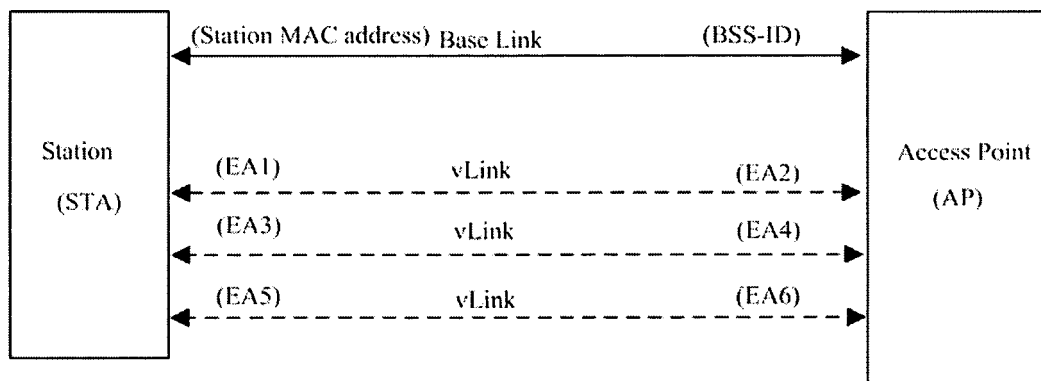 (Station MAC address) Base Link (BSS-ID)
Station
(STA)
Access Point
(AP)
(EA1) vLink (EA2)
(EA3) vLink (EA4)
(EA5) vLink (EA6)